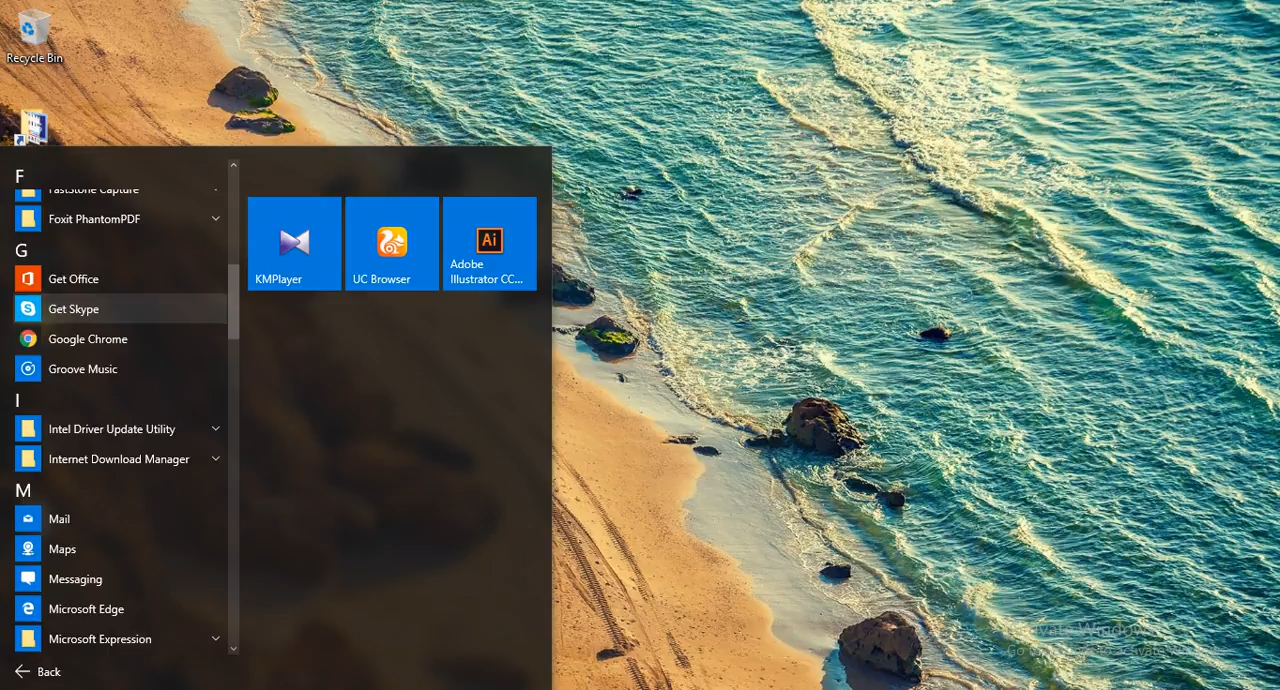 Recycle Bin
F
FastStone Capture
Foxit PhantomPDF
G
Get Office
Get Skype
Google Chrome
Groove Music
I
Intel Driver Update Utility
Internet Download Manager
M
Mail
Maps
Messaging
Microsoft Edge
Microsoft Expression
Back
KMPlayer
UC Browser
Ai
Adobe
Illustrator CC...